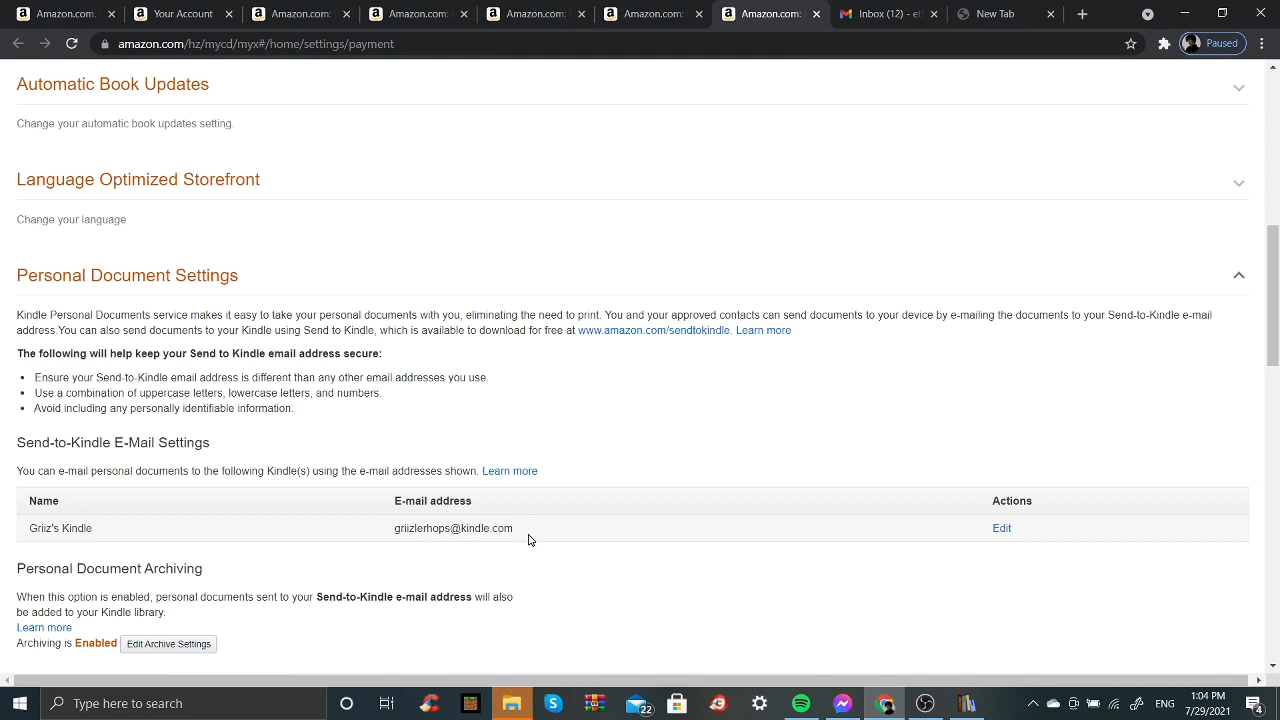 Amazon.com:
Your Account
Amazon.com:
Amazon.com:
Amazon.com:
Amazon.com:
Amazon.com:
Inbox (12) - et
New Tab
amazon.com/hz/mycd/myx#/home/settings/payment
Paused
Automatic Book Updates
Change your automatic book updates setting
Language Optimized Storefront
Change your language
Personal Document Settings
Kindle Personal Documents service makes it easy to take your personal documents with you, eliminating the need to print. You and your approved contacts can send documents to your device by e-mailing the documents to your Send-to-Kindle e-mail
address.You can also send documents to your Kindle using Send to Kindle, which is available to download for free at www.amazon.com/sendtokindle. Learn more
The following will help keep your Send to Kindle email address secure:
• Ensure your Send-to-Kindle email address is different than any other email addresses you use.
• Use a combination of uppercase letters, lowercase letters, and numbers.
• Avoid including any personally identifiable information.
Send-to-Kindle E-Mail Settings
You can e-mail personal documents to the following Kindle(s) using the e-mail addresses shown. Learn more
Name E-mail address Actions
Griiz's Kindle griizlerhops@kindle.com Edit
Personal Document Archiving
When this option is enabled, personal documents sent to your Send-to-Kindle e-mail address will also
be added to your Kindle library.
Learn more
Archiving is Enabled Edit Archive Settings
Type here to search
22
ENG
1:04 PM
7/29/2021
4